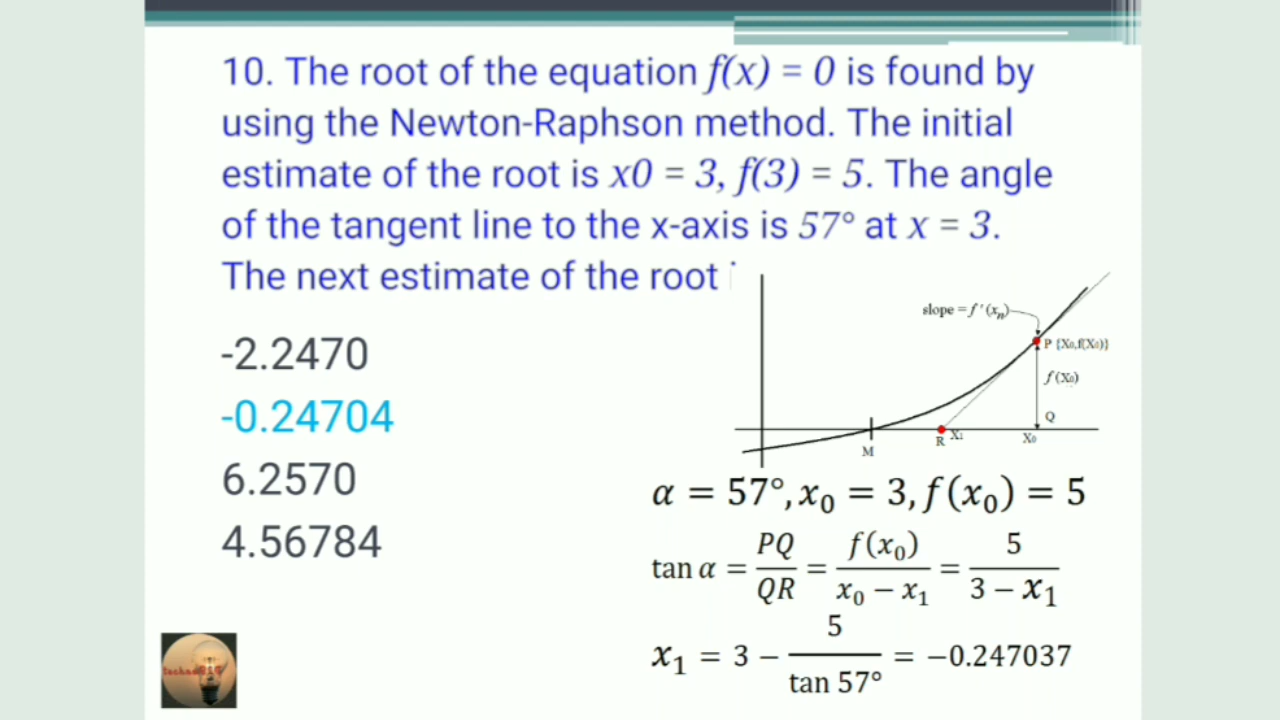 10. The root of the equation f(x) = 0 is found by
using the Newton-Raphson method. The initial
estimate of the root is x0 = 3, f(3) = 5. The angle
of the tangent line to the x-axis is 57° at x = 3.
The next estimate of the root
-2.2470
-0.24704
6.2570
4.56784
slope = f '(xₙ)
P {X₀,f(X₀)}
f(X₀)
Q
R X₁
X₀
M
α = 57°, x₀ = 3, f(x₀) = 5
tan α = PQ/QR = f(x₀)/(x₀ − x₁) = 5/(3 − x₁)
x₁ = 3 − 5/tan 57° = −0.247037